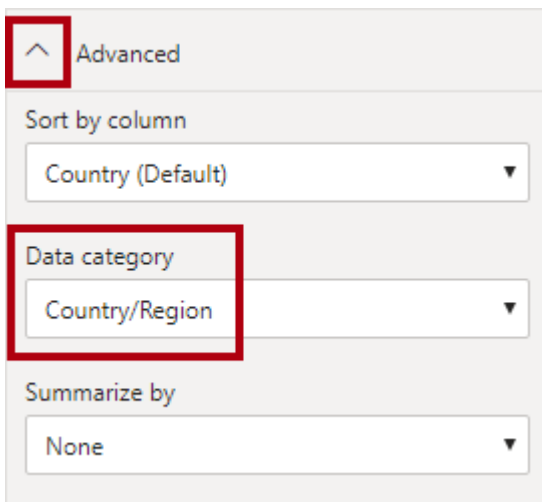 Advanced
Sort by column
Country (Default)
Data category
Country/Region
Summarize by
None